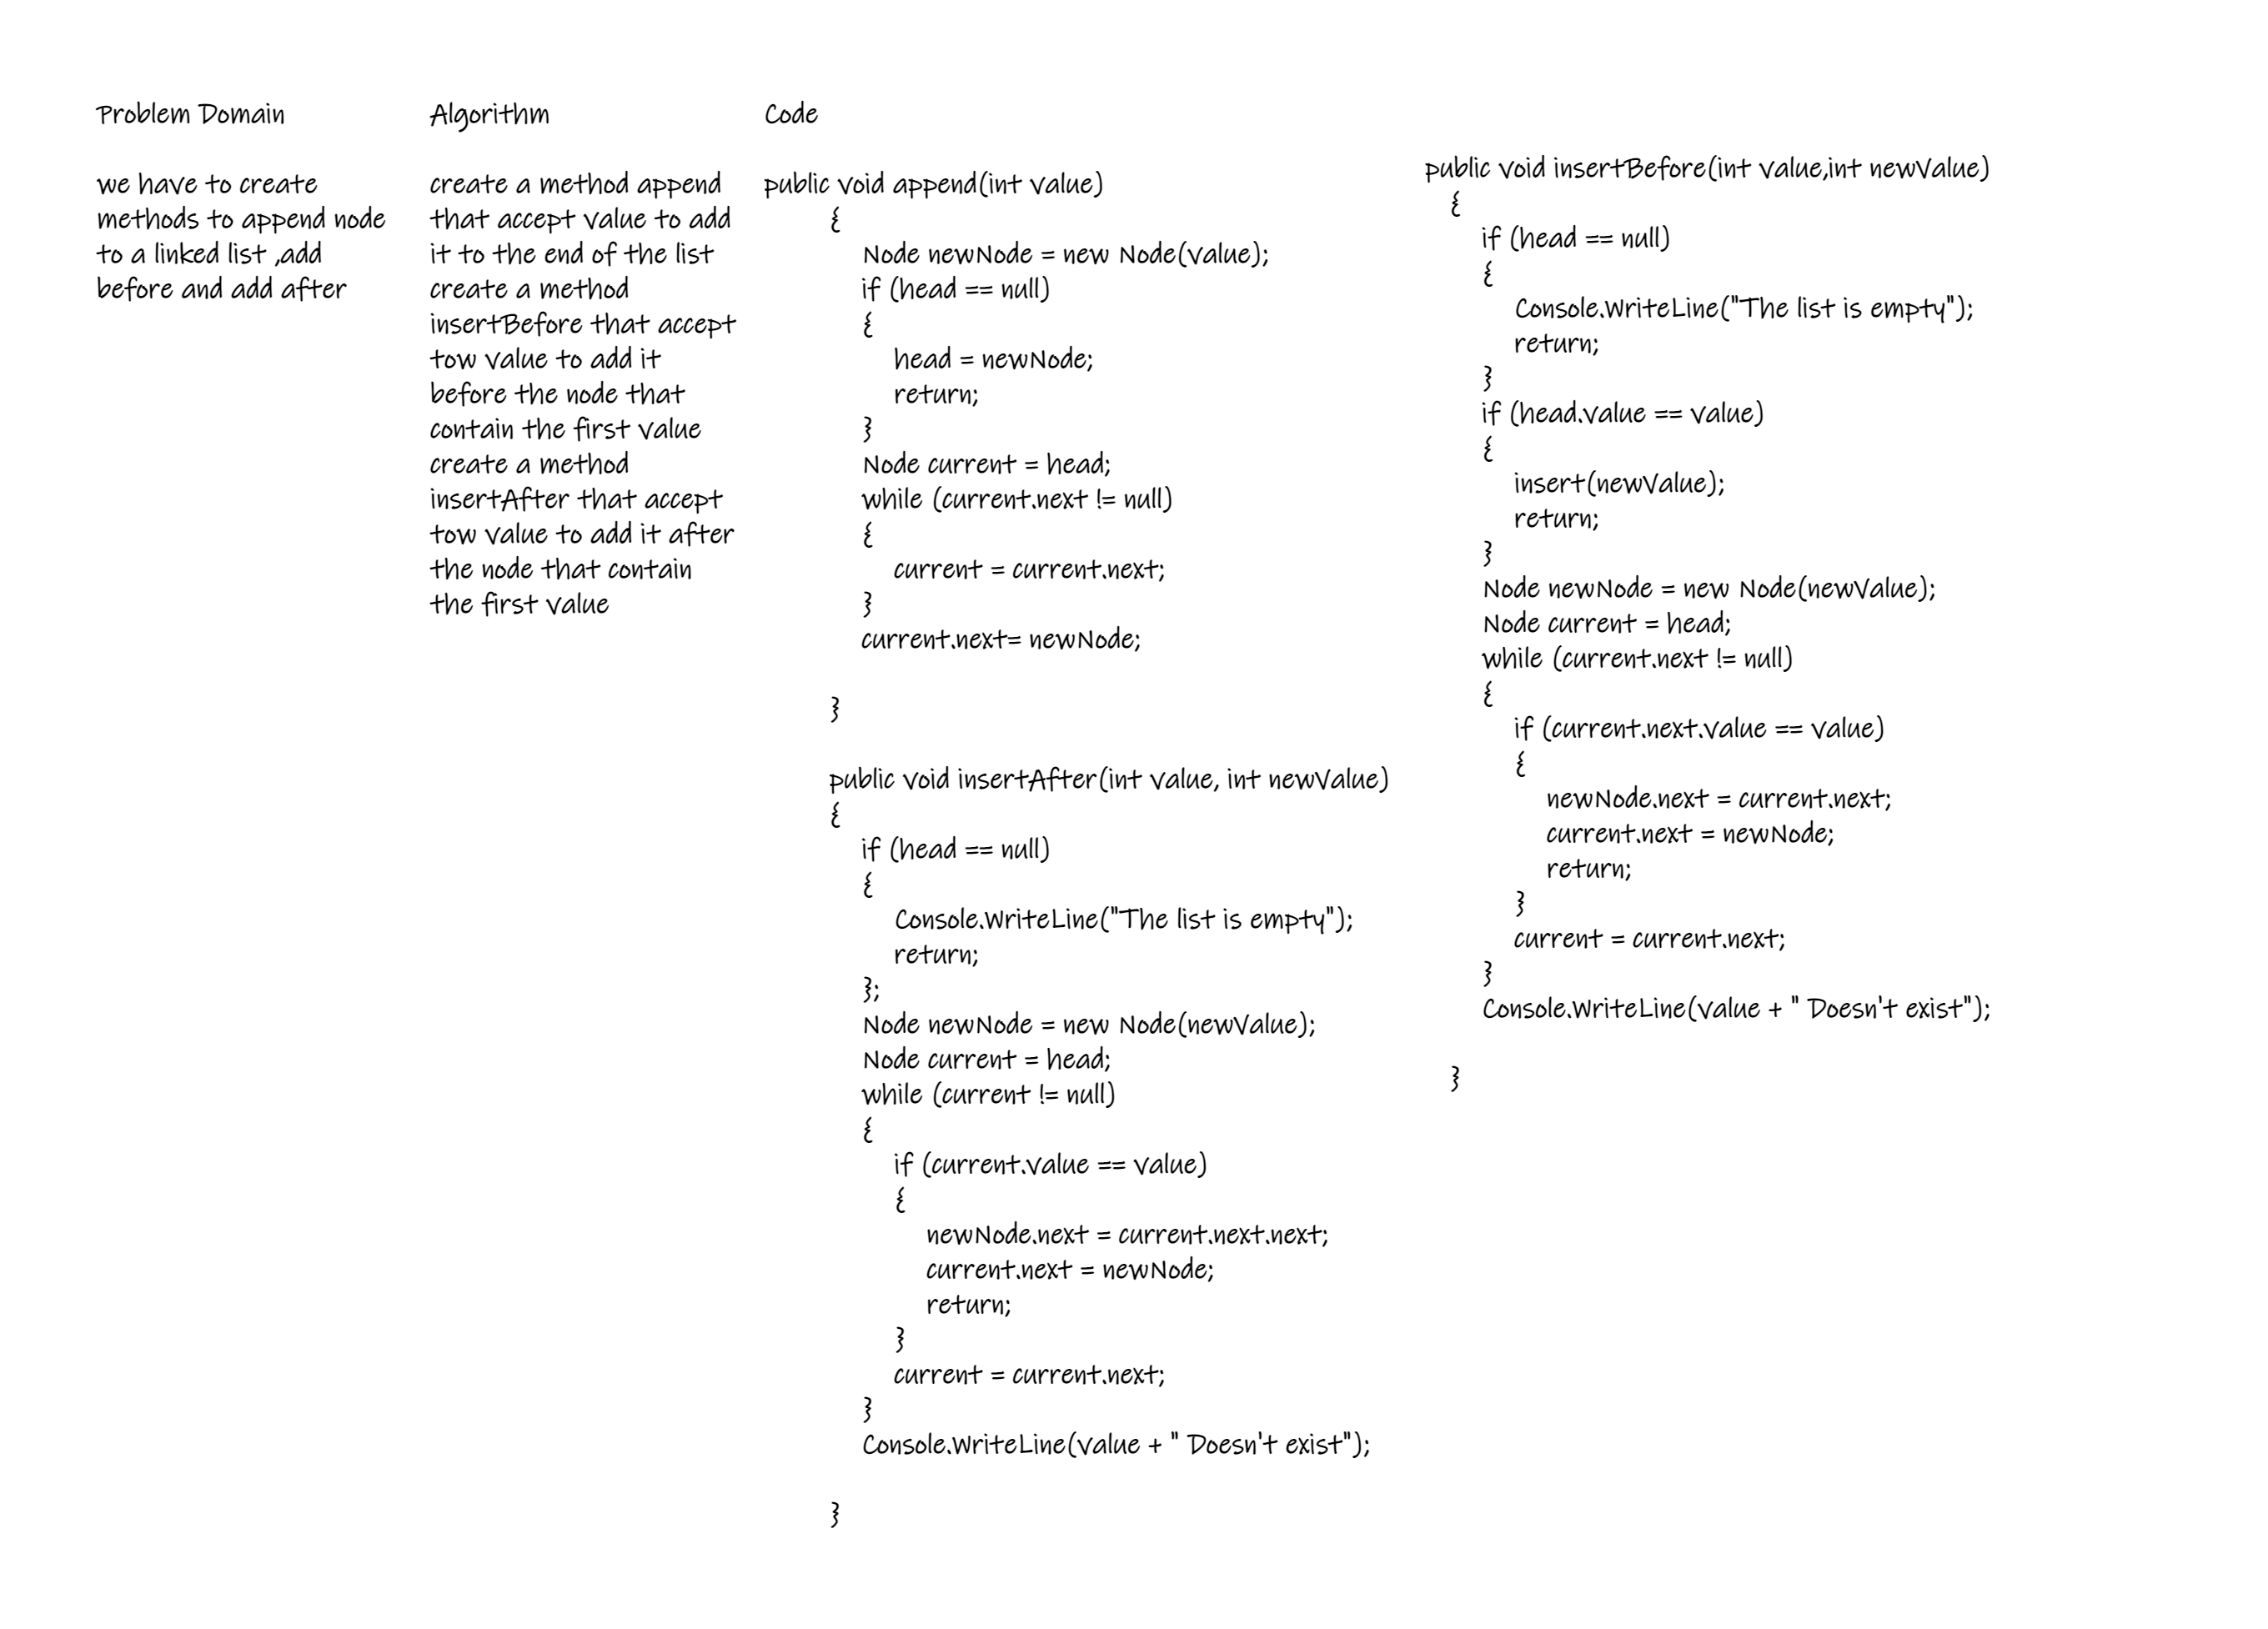 Problem Domain
we have to create
methods to append node
to a linked list ,add
before and add after
Algorithm
create a method append
that accept value to add
it to the end of the list
create a method
insertBefore that accept
tow value to add it
before the node that
contain the first value
create a method
insertAfter that accept
tow value to add it after
the node that contain
the first value
Code
public void append(int value)
{
Node newNode = new Node(value);
if (head == null)
{
head = newNode;
return;
}
Node current = head;
while (current.next != null)
{
current = current.next;
}
current.next= newNode;
}
public void insertAfter(int value, int newValue)
{
if (head == null)
{
Console.WriteLine("The list is empty");
return;
};
Node newNode = new Node(newValue);
Node current = head;
while (current != null)
{
if (current.value == value)
{
newNode.next = current.next.next;
current.next = newNode;
return;
}
current = current.next;
}
Console.WriteLine(value + " Doesn't exist");
}
public void insertBefore(int value,int newValue)
{
if (head == null)
{
Console.WriteLine("The list is empty");
return;
}
if (head.value == value)
{
insert(newValue);
return;
}
Node newNode = new Node(newValue);
Node current = head;
while (current.next != null)
{
if (current.next.value == value)
{
newNode.next = current.next;
current.next = newNode;
return;
}
current = current.next;
}
Console.WriteLine(value + " Doesn't exist");
}